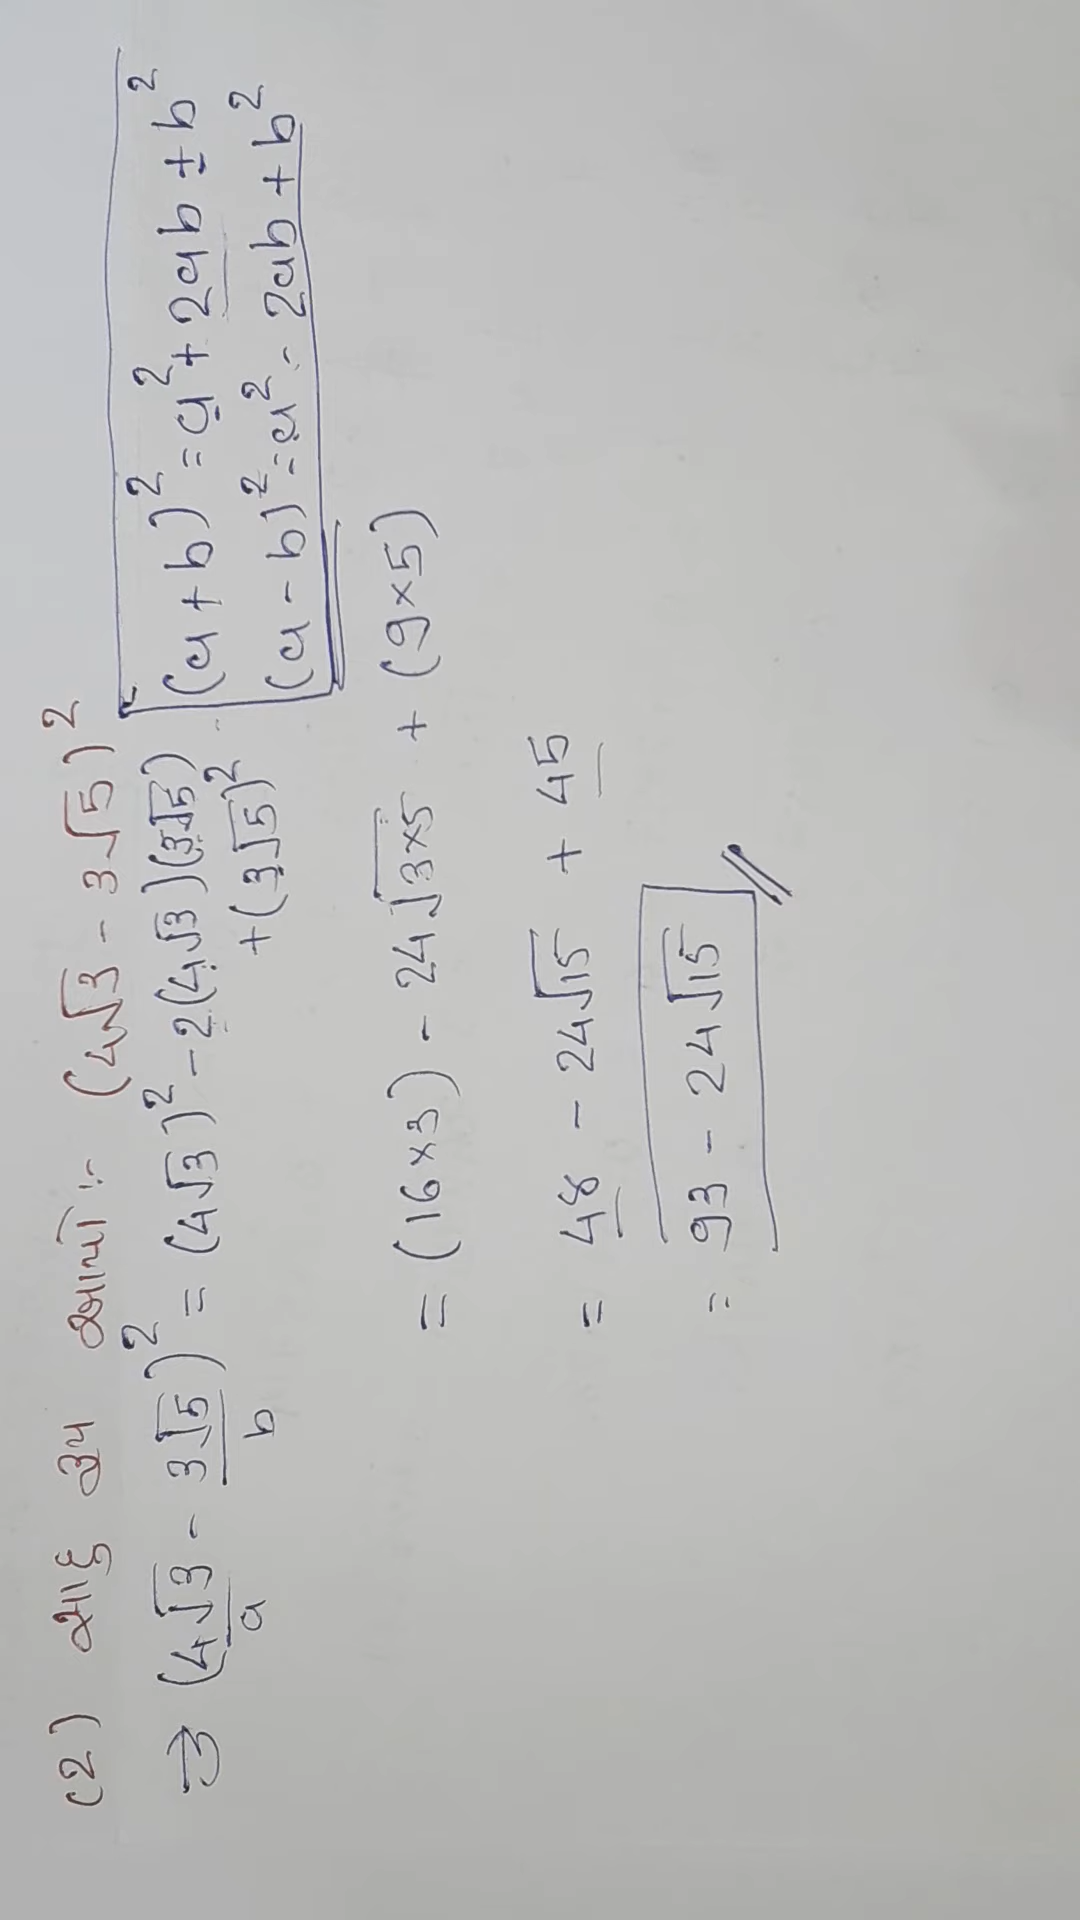 (2) સાદુ રૂપ આપો :- (4√3 - 3√5)²
→ (4√3 - 3√5)² = (4√3)² - 2(4√3)(3√5)
+ (3√5)²
a b
(a + b)² = a² + 2ab ± b²
(a - b)² = a² - 2ab + b²
= (16×3) - 24√3×5 + (9×5)
= 48 - 24√15 + 45
= 93 - 24√15